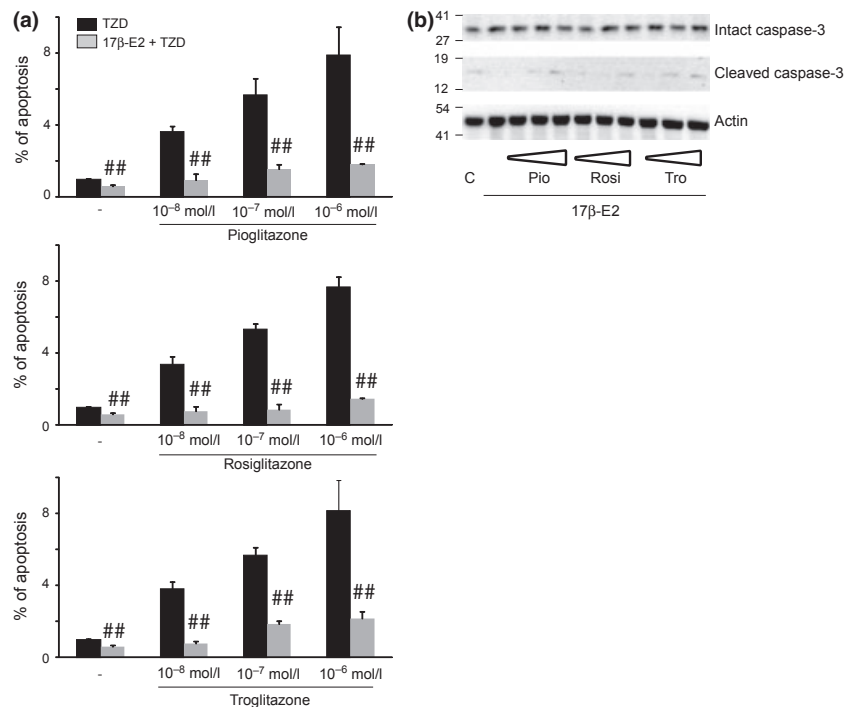 (a)
TZD
17β-E2 + TZD
% of apoptosis
8
4
0
##
##
##
##
-
10⁻⁸ mol/l 10⁻⁷ mol/l 10⁻⁶ mol/l
Pioglitazone
% of apoptosis
8
4
0
##
##
##
##
-
10⁻⁸ mol/l 10⁻⁷ mol/l 10⁻⁶ mol/l
Rosiglitazone
% of apoptosis
8
4
0
##
##
##
##
-
10⁻⁸ mol/l 10⁻⁷ mol/l 10⁻⁶ mol/l
Troglitazone
(b)
41
Intact caspase-3
27
19
Cleaved caspase-3
12
54
Actin
41
C Pio Rosi Tro
17β-E2